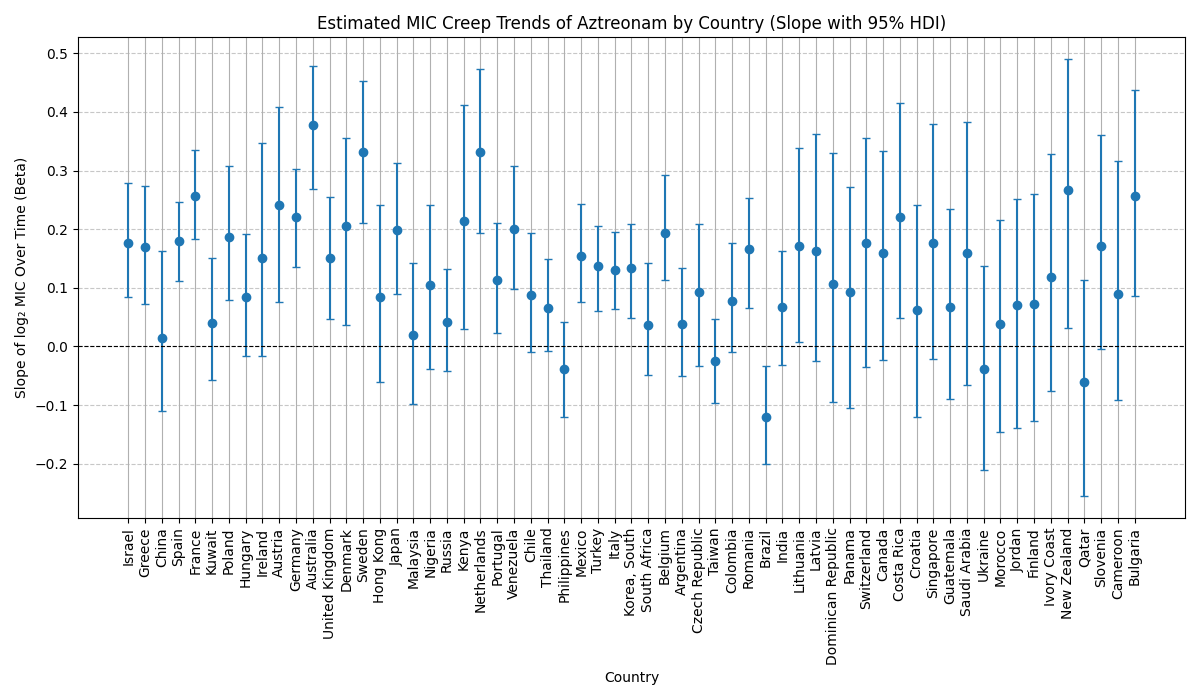 Estimated MIC Creep Trends of Aztreonam by Country (Slope with 95% HDI)
Slope of log₂ MIC Over Time (Beta)
0.5
0.4
0.3
0.2
0.1
0.0
−0.1
−0.2
Israel
Greece
China
Spain
France
Kuwait
Poland
Hungary
Ireland
Austria
Germany
Australia
United Kingdom
Denmark
Sweden
Hong Kong
Japan
Malaysia
Nigeria
Russia
Kenya
Netherlands
Portugal
Venezuela
Chile
Thailand
Philippines
Mexico
Turkey
Italy
Korea, South
South Africa
Belgium
Argentina
Czech Republic
Taiwan
Colombia
Romania
Brazil
India
Lithuania
Latvia
Dominican Republic
Panama
Switzerland
Canada
Costa Rica
Croatia
Singapore
Guatemala
Saudi Arabia
Ukraine
Morocco
Jordan
Finland
Ivory Coast
New Zealand
Qatar
Slovenia
Cameroon
Bulgaria
Country